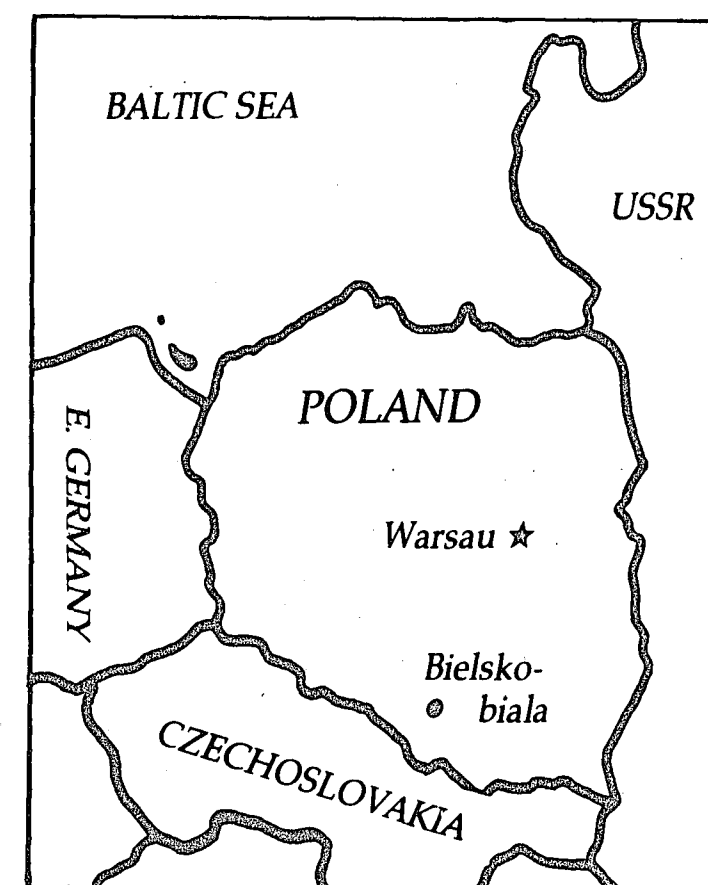 BALTIC SEA
USSR
POLAND
E. GERMANY
Warsau
Bielsko-
biala
CZECHOSLOVAKIA